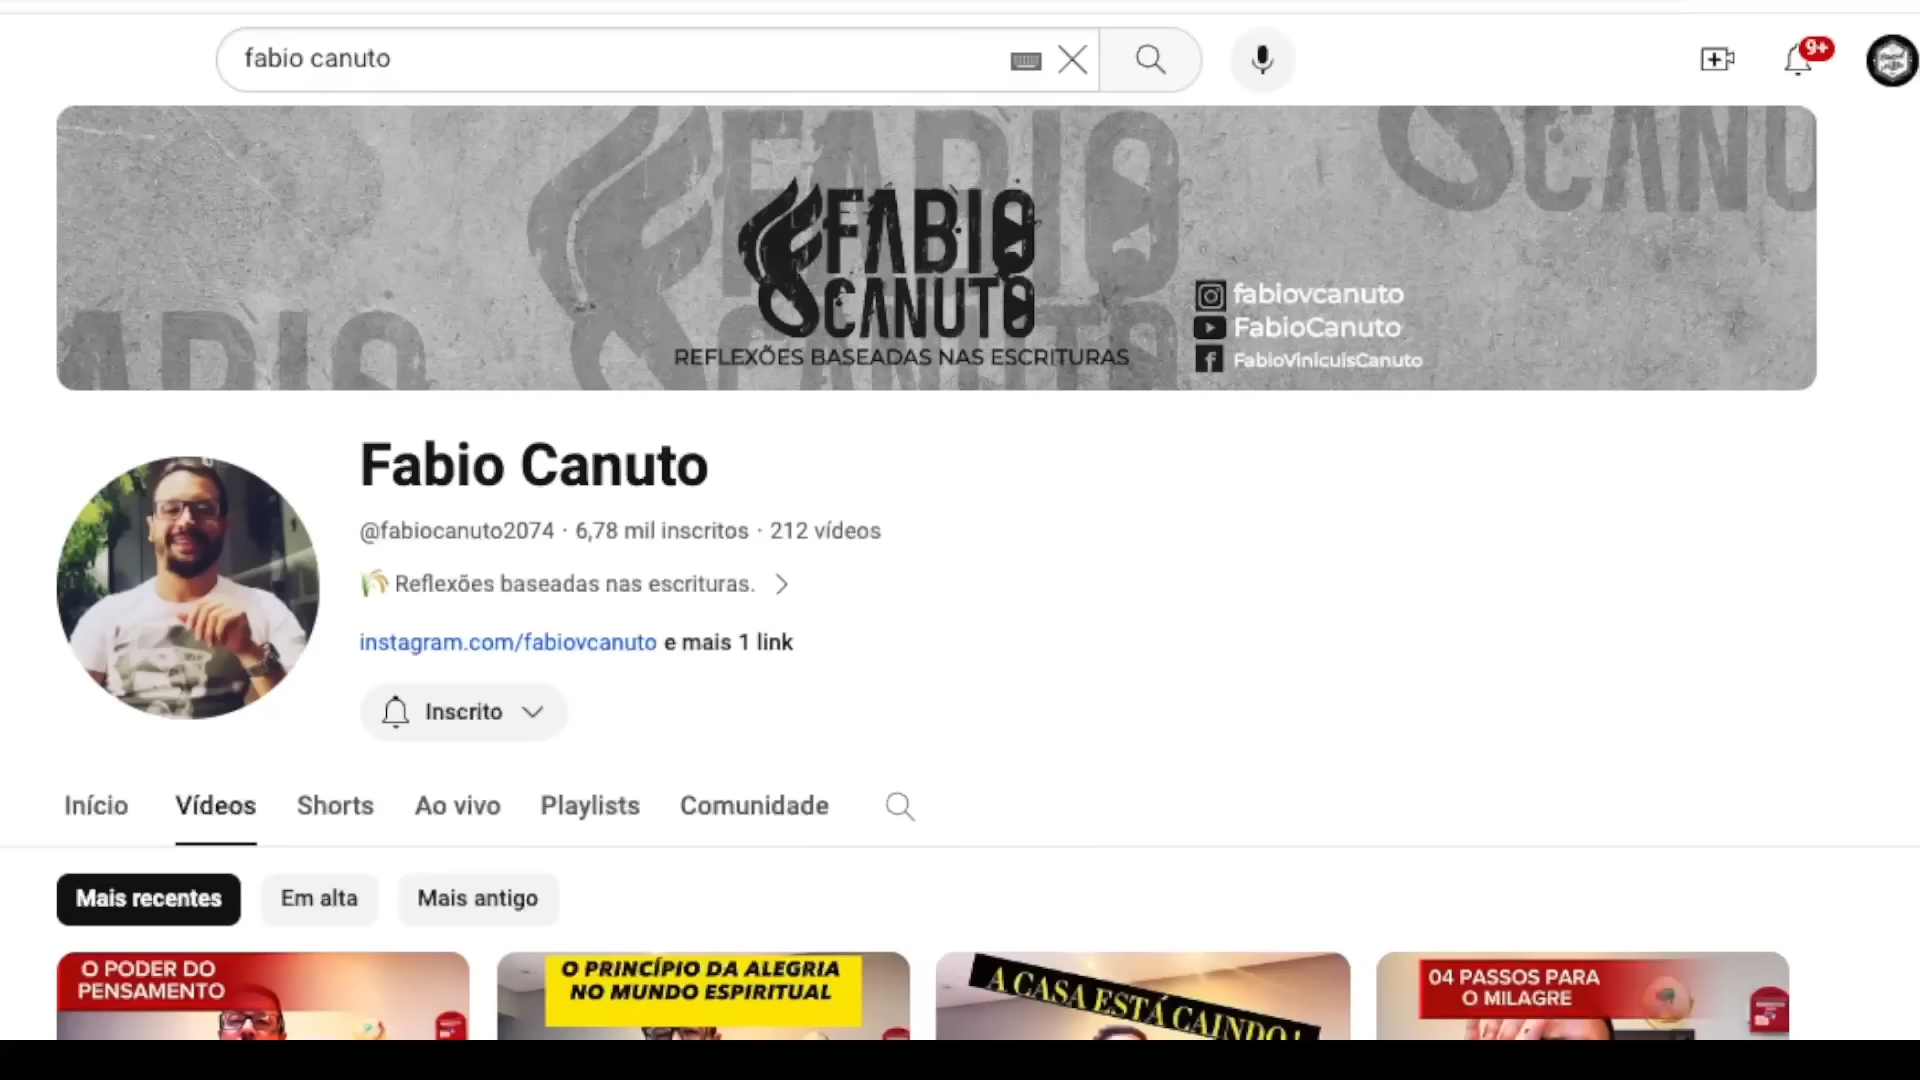 fabio canuto
9+
FABIO
CANUTO
REFLEXÕES BASEADAS NAS ESCRITURAS
fabiovcanuto
FabioCanuto
FabioViniculsCanuto
Fabio Canuto
@fabiocanuto2074 · 6,78 mil inscritos · 212 vídeos
Reflexões baseadas nas escrituras.
instagram.com/fabiovcanuto e mais 1 link
Inscrito
Início Vídeos Shorts Ao vivo Playlists Comunidade
Mais recentes Em alta Mais antigo
O PODER DO
PENSAMENTO
O PRINCÍPIO DA ALEGRIA
NO MUNDO ESPIRITUAL
A CASA ESTÁ CAINDO!
04 PASSOS PARA
O MILAGRE